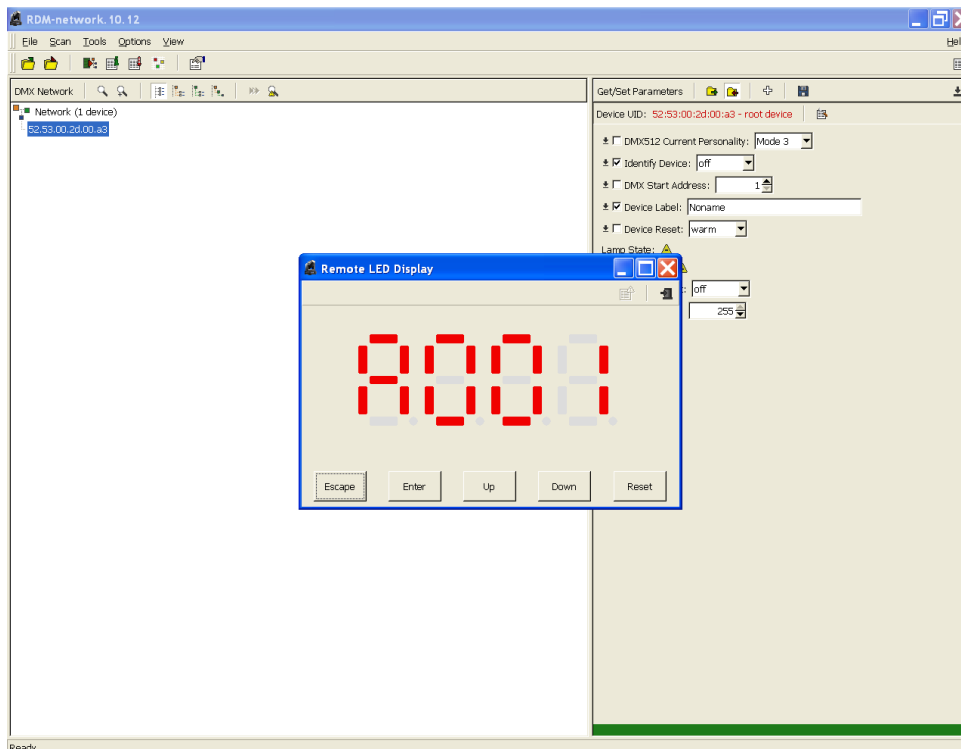 RDM-network.10.12
File Scan Tools Options View Hel
DMX Network
Get/Set Parameters
Network (1 device)
52.53.00.2d.00.a3
Device UID: 52:53:00:2d:00:a3 - root device
DMX512 Current Personality: Mode 3
Identify Device: off
DMX Start Address: 1
Device Label: Noname
Device Reset: warm
Lamp State:
: off
255
Remote LED Display
A001
Escape Enter Up Down Reset
Ready